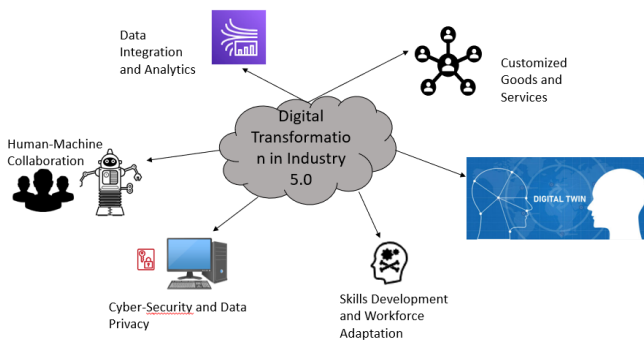 Data
Integration
and Analytics
Customized
Goods and
Services
Digital
Transformatio
n in Industry
5.0
Human-Machine
Collaboration
DIGITAL TWIN
Cyber-Security and Data
Privacy
Skills Development
and Workforce
Adaptation